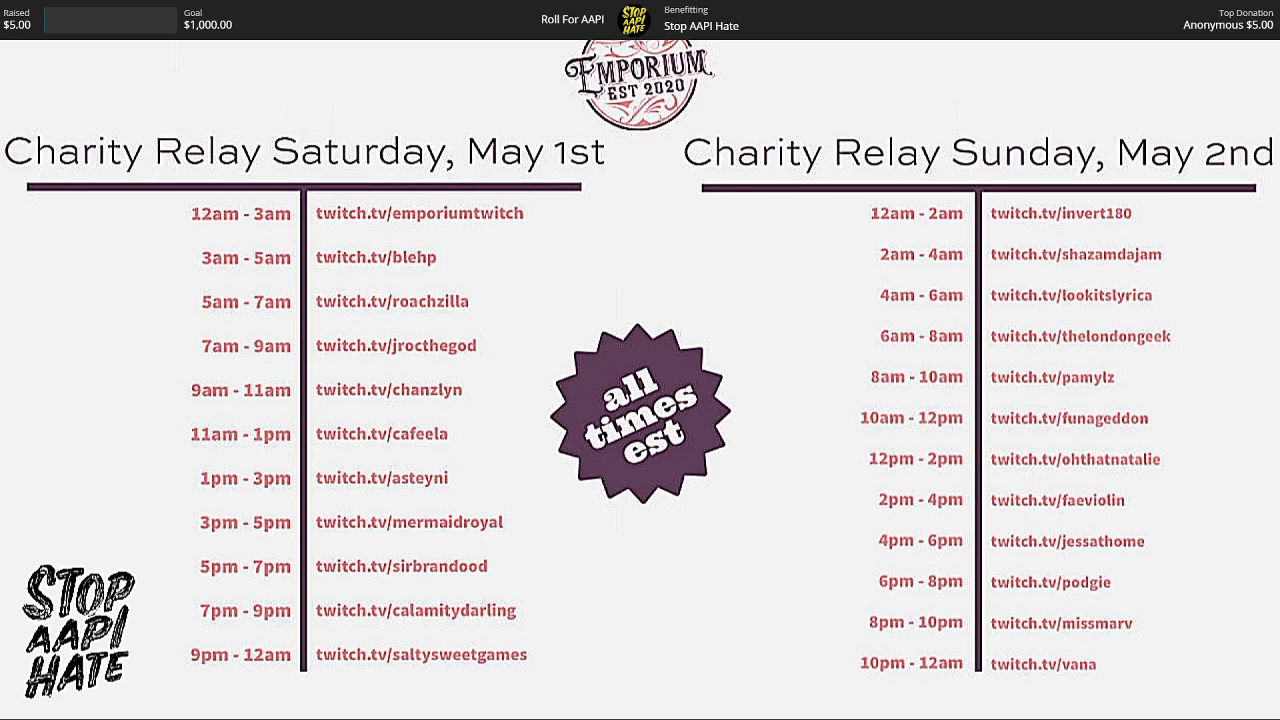 Raised
$5.00
Goal
$1,000.00
Roll For AAPI
STOP
AAPI
HATE
Benefitting
Stop AAPI Hate
Top Donation
Anonymous $5.00
EMPORIUM
EST 2020
Charity Relay Saturday, May 1st
12am - 3am twitch.tv/emporiumtwitch
3am - 5am twitch.tv/blehp
5am - 7am twitch.tv/roachzilla
7am - 9am twitch.tv/jrocthegod
9am - 11am twitch.tv/chanzlyn
11am - 1pm twitch.tv/cafeela
1pm - 3pm twitch.tv/asteyni
3pm - 5pm twitch.tv/mermaidroyal
5pm - 7pm twitch.tv/sirbrandood
7pm - 9pm twitch.tv/calamitydarling
9pm - 12am twitch.tv/saltysweetgames
all
times
est
Charity Relay Sunday, May 2nd
12am - 2am twitch.tv/invert180
2am - 4am twitch.tv/shazamdajam
4am - 6am twitch.tv/lookitslyrica
6am - 8am twitch.tv/thelondongeek
8am - 10am twitch.tv/pamylz
10am - 12pm twitch.tv/funageddon
12pm - 2pm twitch.tv/ohthatnatalie
2pm - 4pm twitch.tv/faeviolin
4pm - 6pm twitch.tv/jessathome
6pm - 8pm twitch.tv/podgie
8pm - 10pm twitch.tv/missmarv
10pm - 12am twitch.tv/vana
STOP
AAPI
HATE